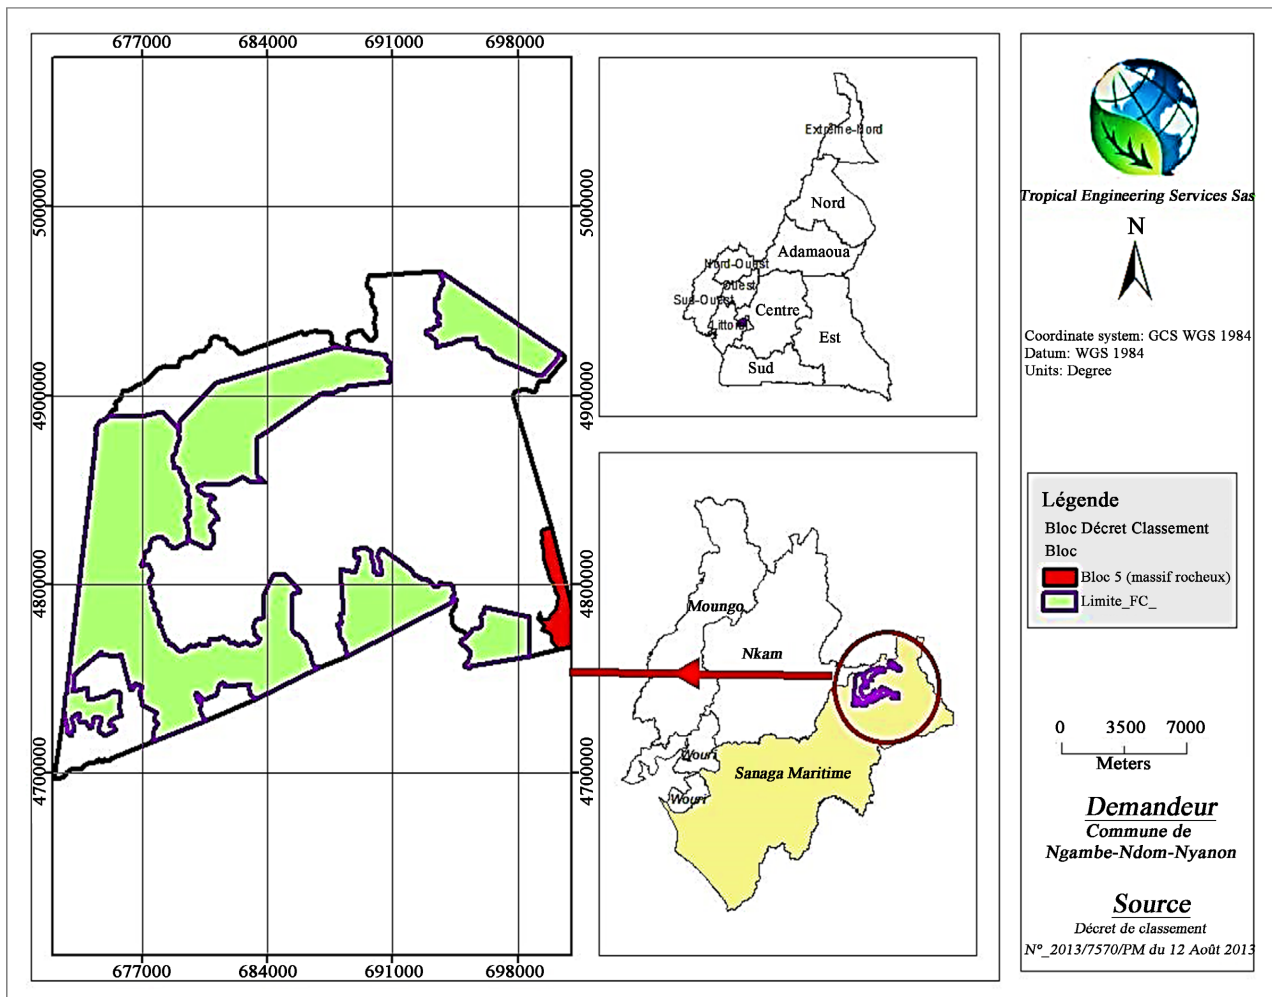 677000 684000 691000 698000
5000000
4900000
4800000
4700000
5000000
4900000
4800000
4700000
677000 684000 691000 698000
Extrême-Nord
Nord
Adamaoua
Nord-Ouest
Ouest
Sud-Ouest
Centre
Littoral
Est
Sud
Moungo
Nkam
Wouri
Sanaga Maritime
Wouri
Tropical Engineering Services Sas
N
Coordinate system: GCS WGS 1984
Datum: WGS 1984
Units: Degree
Légende
Bloc Décret Classement
Bloc
Bloc 5 (massif rocheux)
Limite_FC_
0 3500 7000
Meters
Demandeur
Commune de
Ngambe-Ndom-Nyanon
Source
Décret de classement
N°_2013/7570/PM du 12 Août 2013